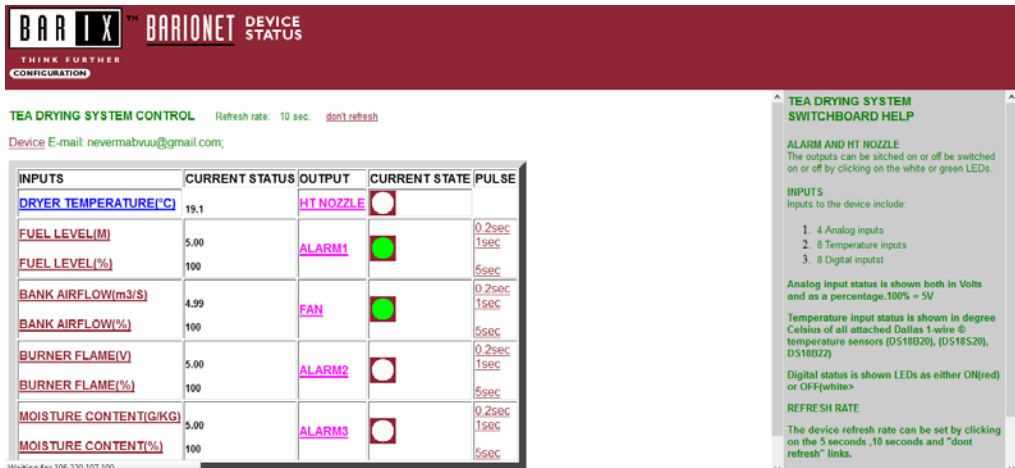 BARIX™ BARIONET DEVICE STATUS
THINK FURTHER
CONFIGURATION
TEA DRYING SYSTEM CONTROL Refresh rate: 10 sec. don't refresh
Device E-mail: nevermabvuu@gmail.com;
INPUTS CURRENT STATUS OUTPUT CURRENT STATE PULSE
DRYER TEMPERATURE(°C) 19.1 HT NOZZLE
FUEL LEVEL(M) 5.00 ALARM1 0.2sec
1sec
FUEL LEVEL(%) 100 5sec
BANK AIRFLOW(m3/S) 4.99 FAN 0.2sec
1sec
BANK AIRFLOW(%) 100 5sec
BURNER FLAME(V) 5.00 ALARM2 0.2sec
1sec
BURNER FLAME(%) 100 5sec
MOISTURE CONTENT(G/KG) 5.00 ALARM3 0.2sec
1sec
MOISTURE CONTENT(%) 100 5sec
TEA DRYING SYSTEM
SWITCHBOARD HELP
ALARM AND HT NOZZLE
The outputs can be sitched on or off be switched
on or off by clicking on the white or green LEDs.
INPUTS
Inputs to the device include:
1. 4 Analog inputs
2. 8 Temperature inputs
3. 8 Digital inputst
Analog input status is shown both in Volts
and as a percentage.100% = 5V
Temperature input status is shown in degree
Celsius of all attached Dallas 1-wire ®
temperature sensors (DS18B20), (DS18S20),
DS18B22)
Digital status is shown LEDs as either ON(red)
or OFF(white>
REFRESH RATE
The device refresh rate can be set by clicking
on the 5 seconds ,10 seconds and "dont
refresh" links.